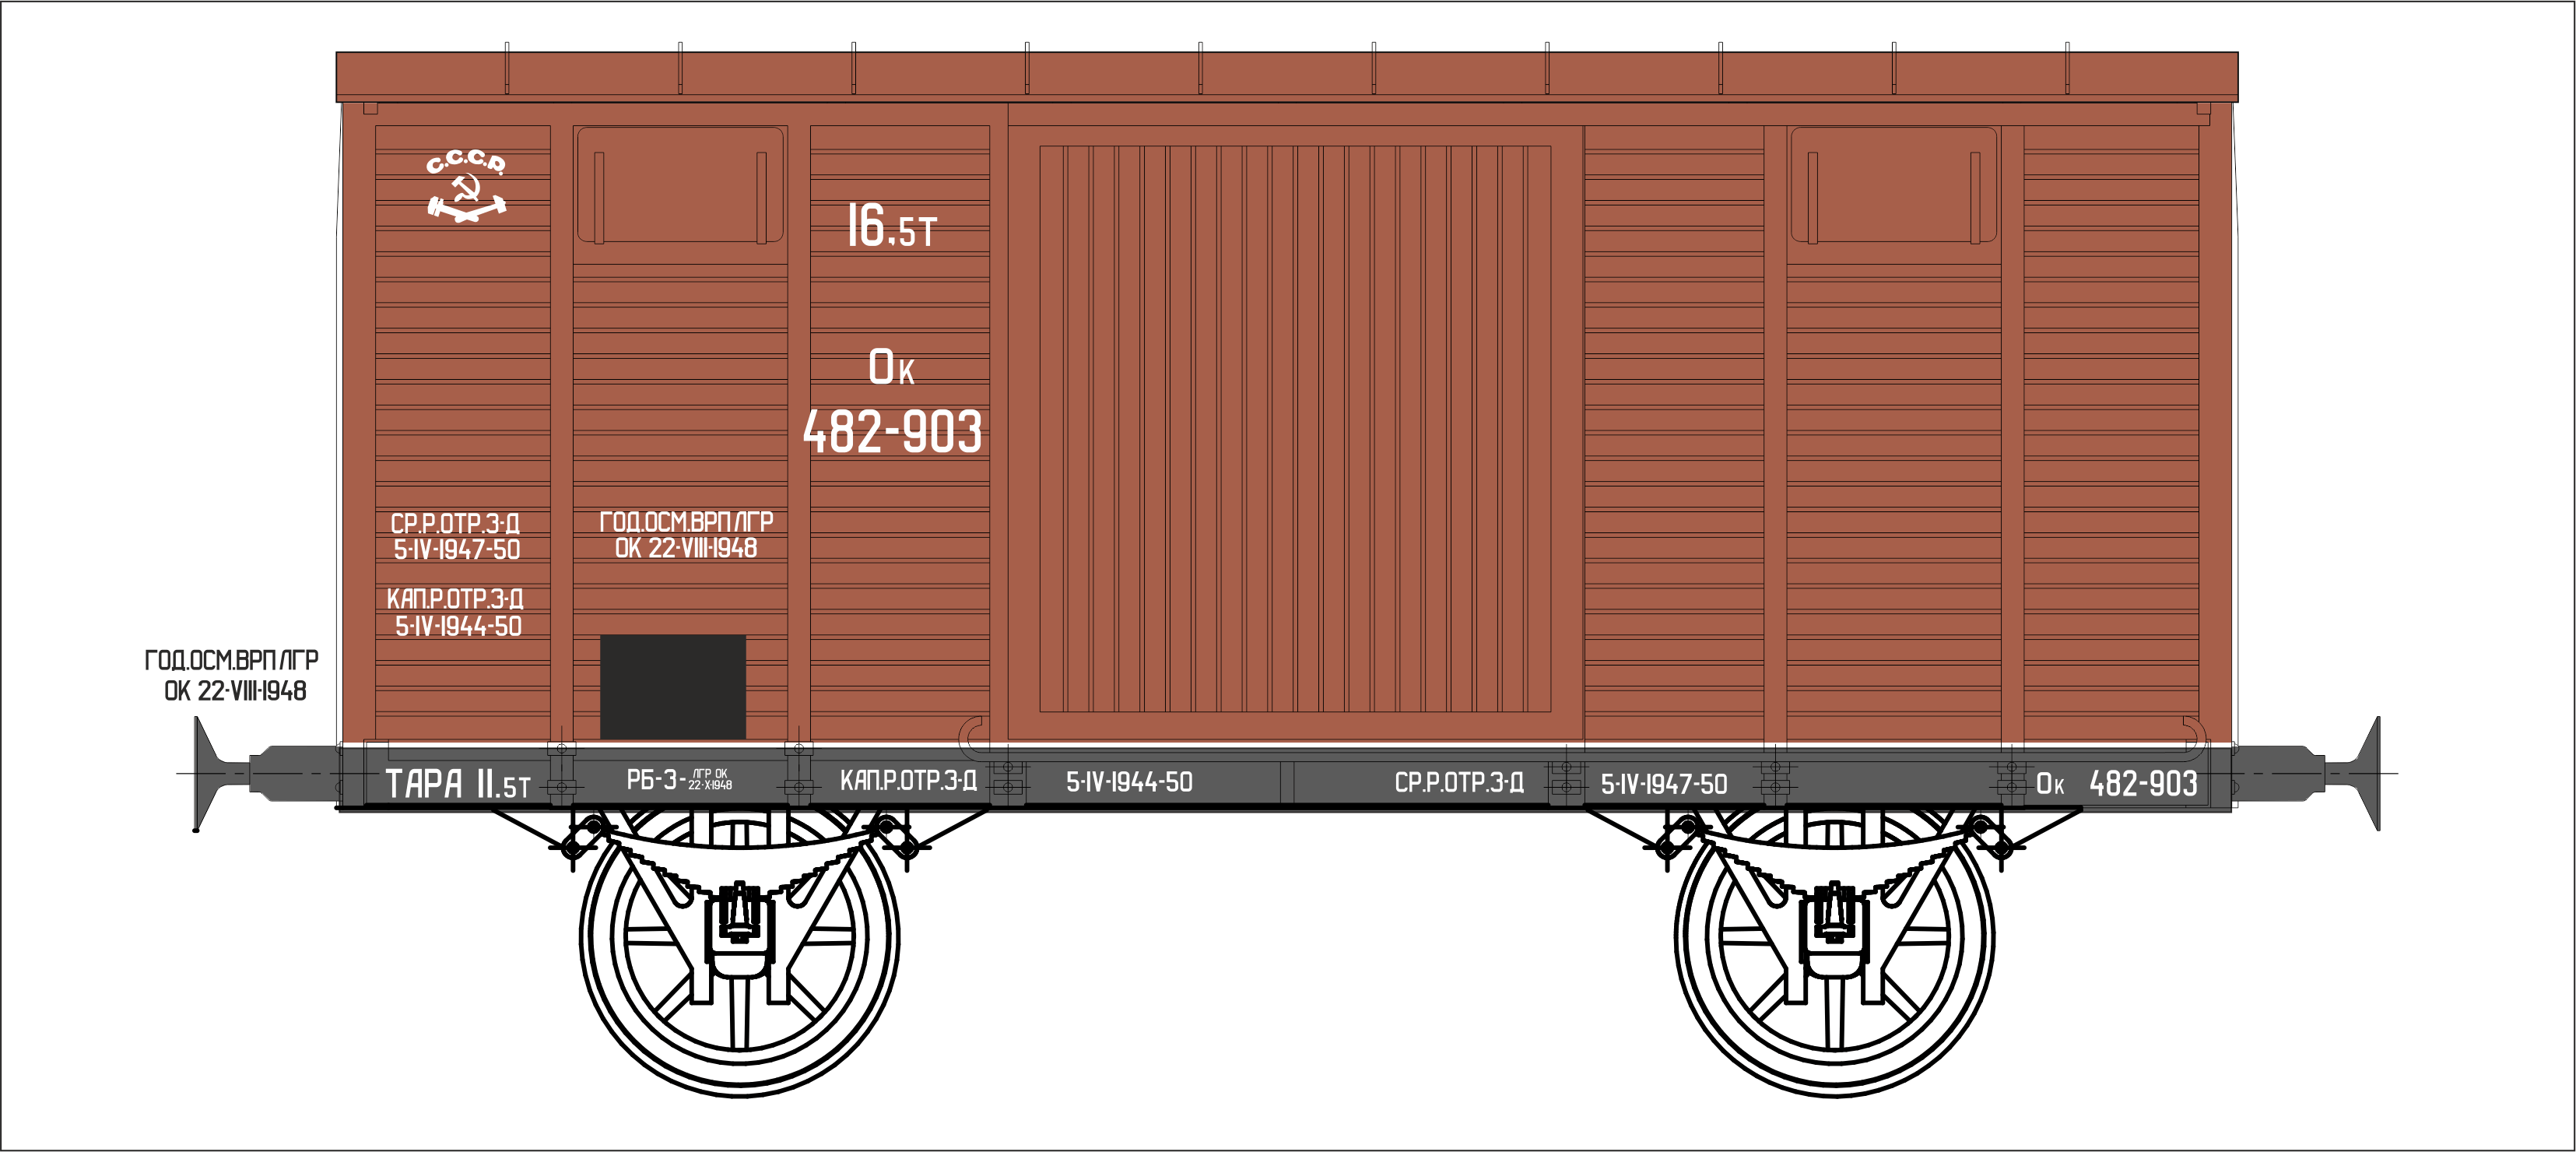 С.С.С.Р.
16,5Т
ОК
482-903
СР.Р.ОТР.З-Д
5-IV-1947-50
ГОД.ОСМ.ВРП ЛГР
ОК 22-VIII-1948
КАП.Р.ОТР.З-Д
5-IV-1944-50
ГОД.ОСМ.ВРП ЛГР
ОК 22-VIII-1948
ТАРА 11.5Т
РБ-3- ЛГР ОК
22-X-1948
КАП.Р.ОТР.З-Д
5-IV-1944-50
СР.Р.ОТР.З-Д
5-IV-1947-50
ОК 482-903